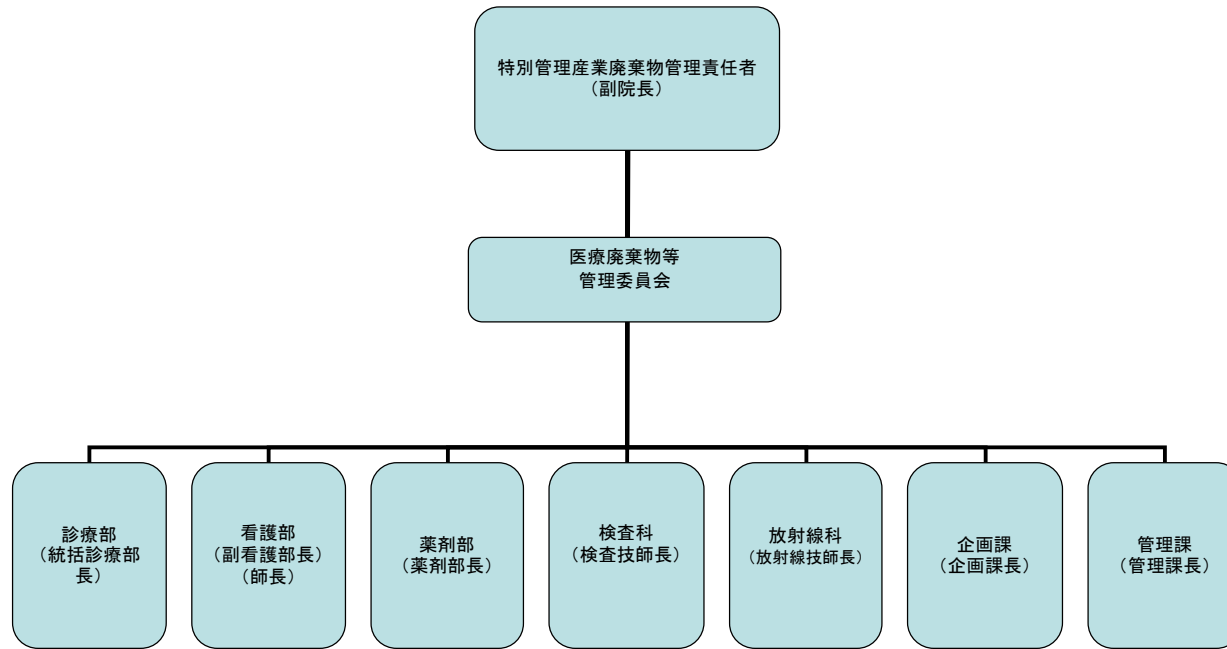 特別管理産業廃棄物管理責任者
（副院長）
医療廃棄物等
管理委員会
診療部
（統括診療部
長）
看護部
（副看護部長）
（師長）
薬剤部
（薬剤部長）
検査科
（検査技師長）
放射線科
（放射線技師長）
企画課
（企画課長）
管理課
（管理課長）